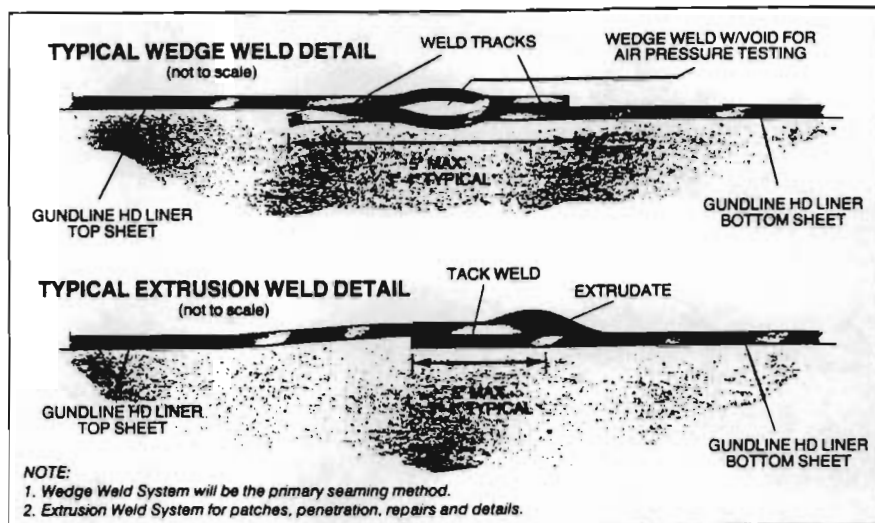 TYPICAL WEDGE WELD DETAIL
(not to scale)
WELD TRACKS
WEDGE WELD W/VOID FOR
AIR PRESSURE TESTING
5" MAX.
TYPICAL
GUNDLINE HD LINER
TOP SHEET
GUNDLINE HD LINER
BOTTOM SHEET
TYPICAL EXTRUSION WELD DETAIL
(not to scale)
TACK WELD
EXTRUDATE
MAX.
TYPICAL
GUNDLINE HD LINER
TOP SHEET
GUNDLINE HD LINER
BOTTOM SHEET
NOTE:
1. Wedge Weld System will be the primary seaming method.
2. Extrusion Weld System for patches, penetration, repairs and details.